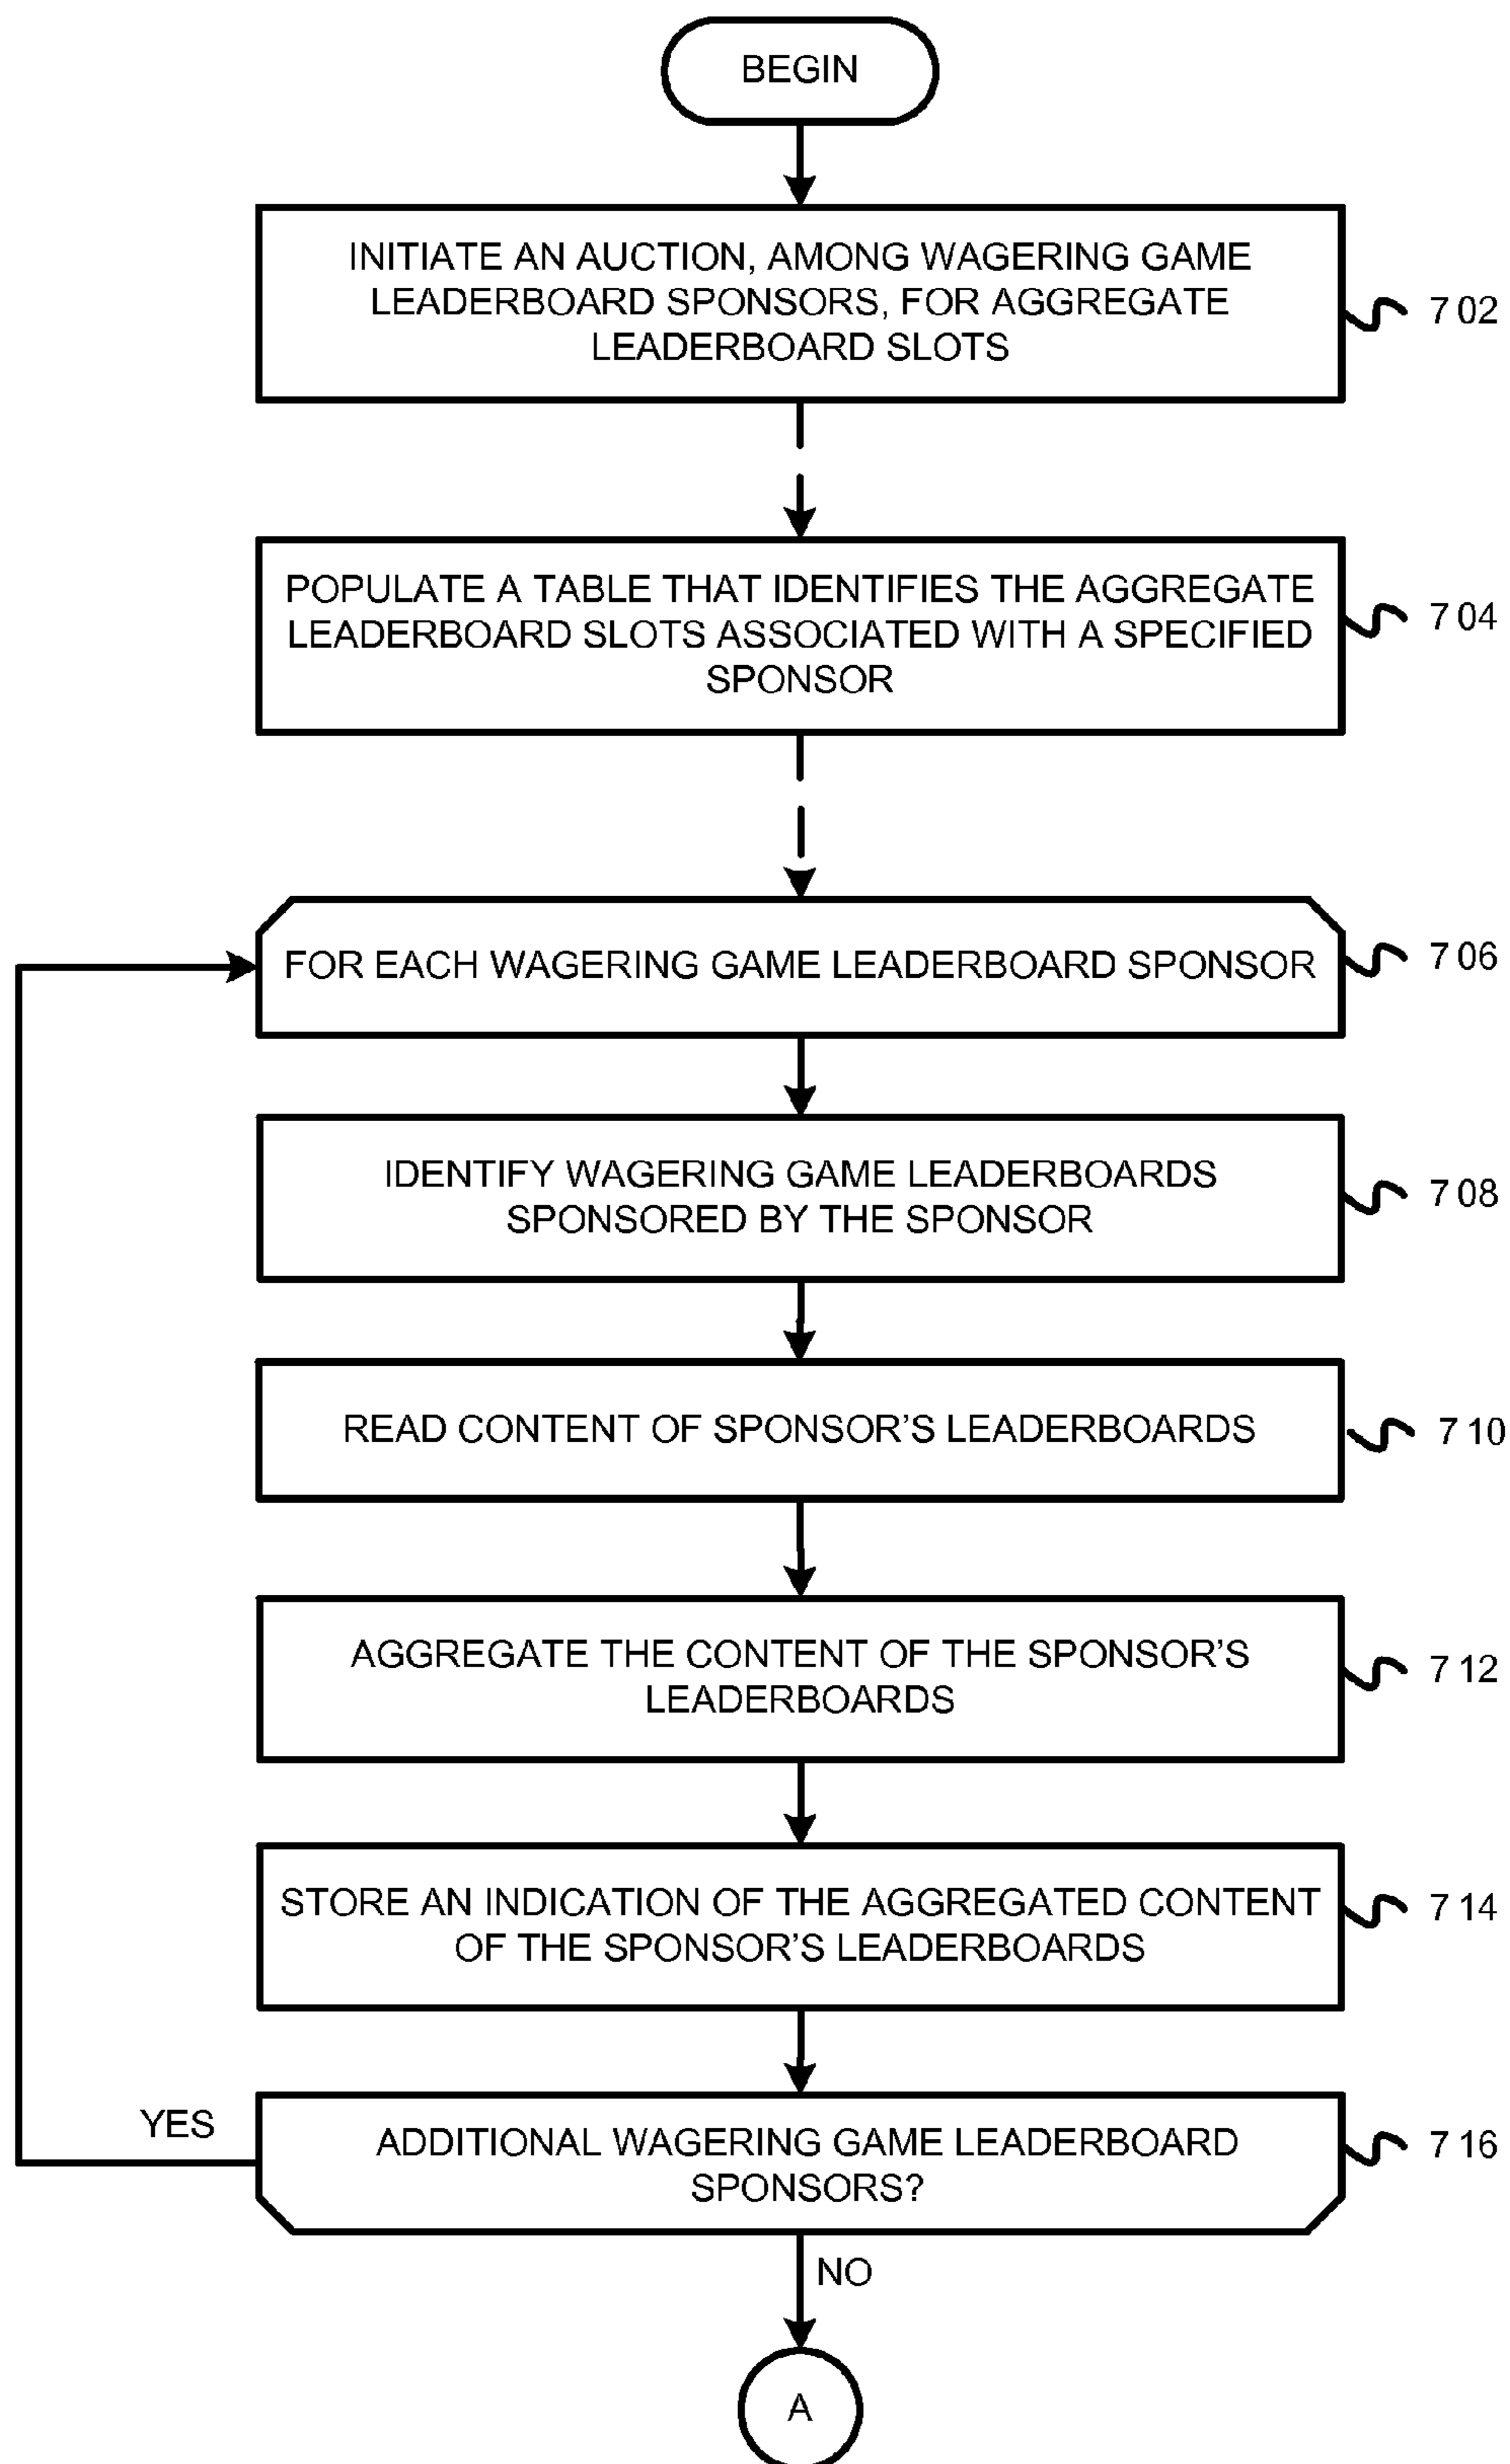 BEGIN
INITIATE AN AUCTION, AMONG WAGERING GAME
LEADERBOARD SPONSORS, FOR AGGREGATE
LEADERBOARD SLOTS
702
POPULATE A TABLE THAT IDENTIFIES THE AGGREGATE
LEADERBOARD SLOTS ASSOCIATED WITH A SPECIFIED
SPONSOR
704
FOR EACH WAGERING GAME LEADERBOARD SPONSOR
706
IDENTIFY WAGERING GAME LEADERBOARDS
SPONSORED BY THE SPONSOR
708
READ CONTENT OF SPONSOR’S LEADERBOARDS
710
AGGREGATE THE CONTENT OF THE SPONSOR’S
LEADERBOARDS
712
STORE AN INDICATION OF THE AGGREGATED CONTENT
OF THE SPONSOR’S LEADERBOARDS
714
YES
ADDITIONAL WAGERING GAME LEADERBOARD
SPONSORS?
716
NO
A